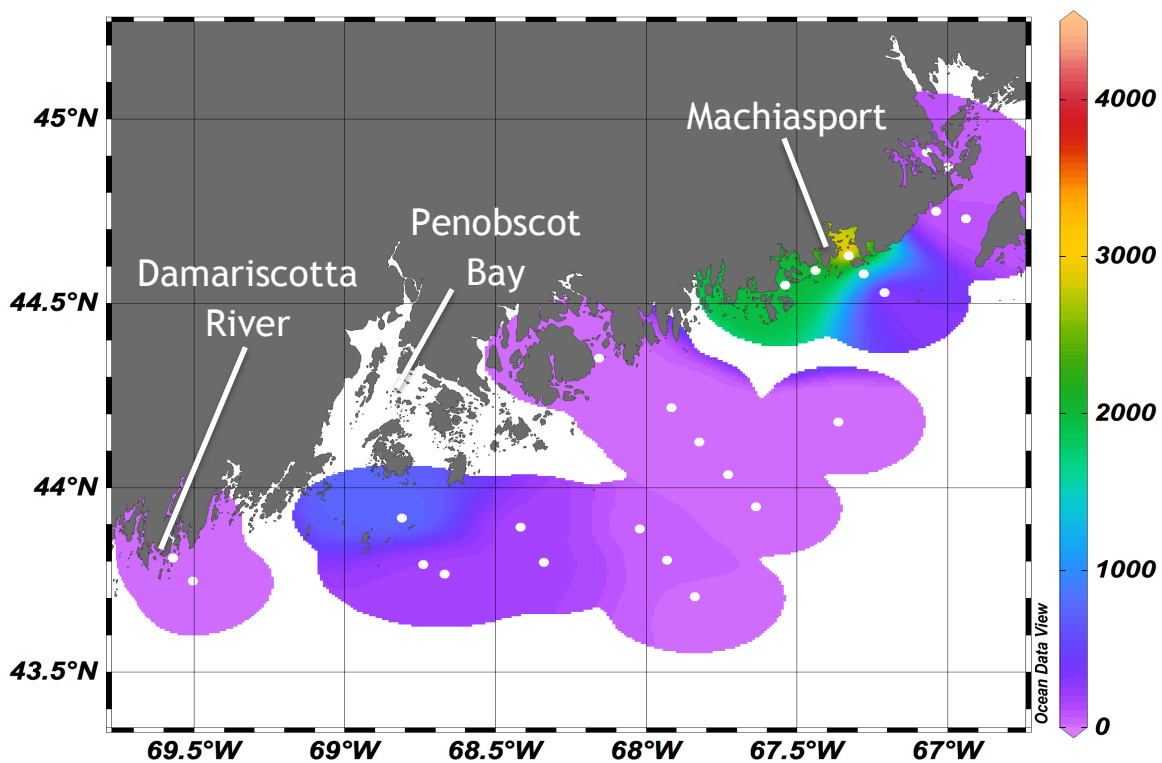 Machiasport
Penobscot
Bay
Damariscotta
River
45°N
44.5°N
44°N
43.5°N
69.5°W
69°W
68.5°W
68°W
67.5°W
67°W
4000
3000
2000
1000
0
Ocean Data View